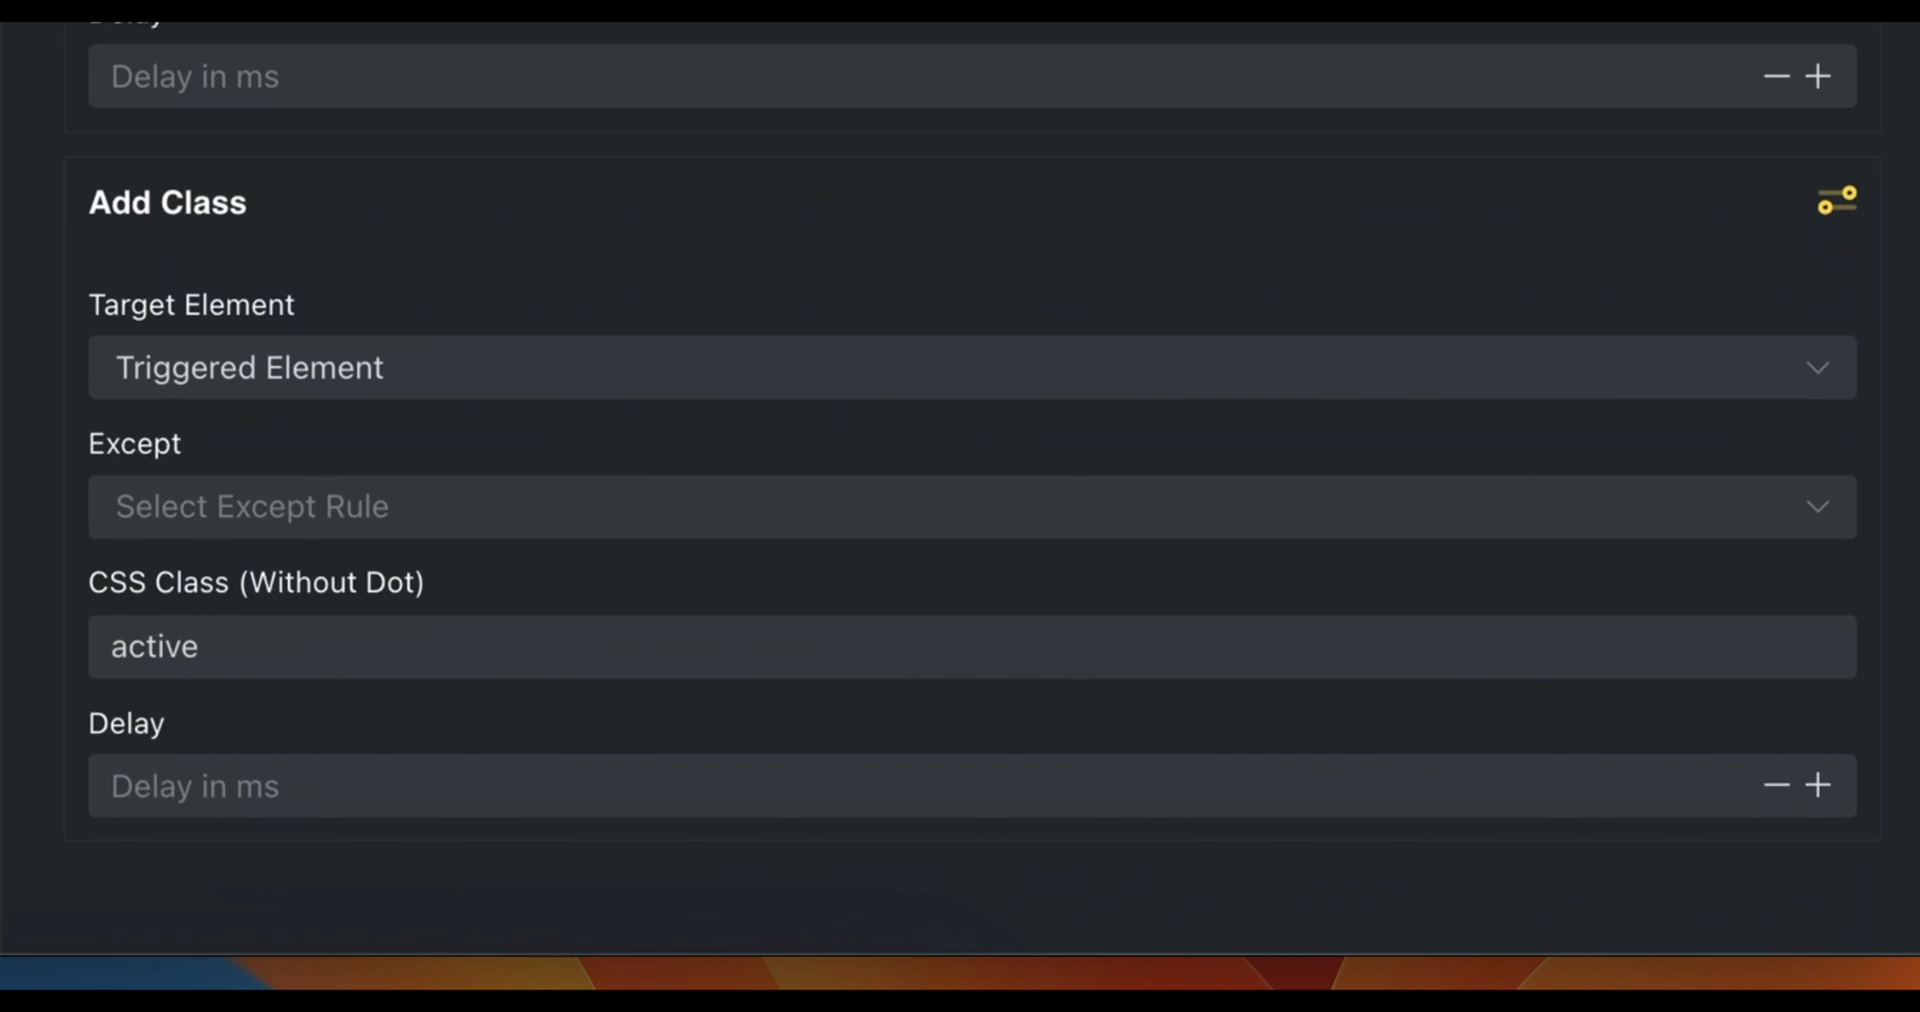 Delay in ms
Add Class
Target Element
Triggered Element
Except
Select Except Rule
CSS Class (Without Dot)
active
Delay
Delay in ms